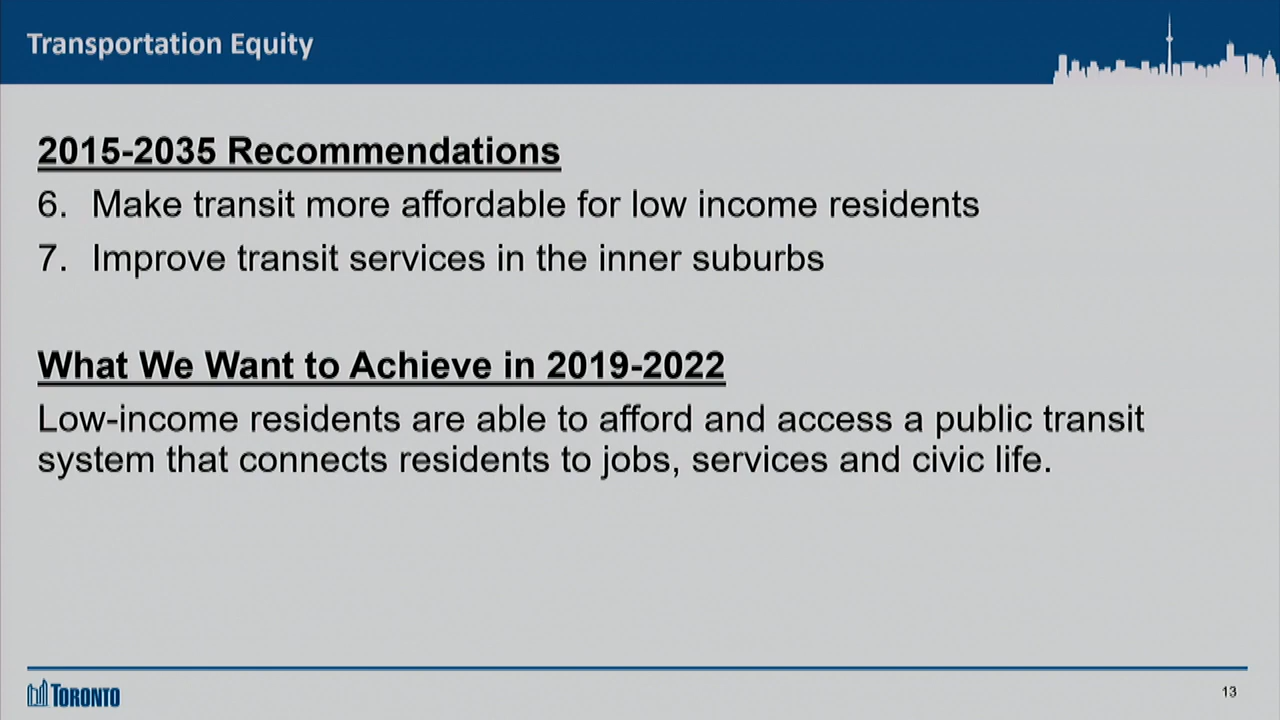 Transportation Equity
2015-2035 Recommendations
6. Make transit more affordable for low income residents
7. Improve transit services in the inner suburbs
What We Want to Achieve in 2019-2022
Low-income residents are able to afford and access a public transit
system that connects residents to jobs, services and civic life.
TORONTO
13